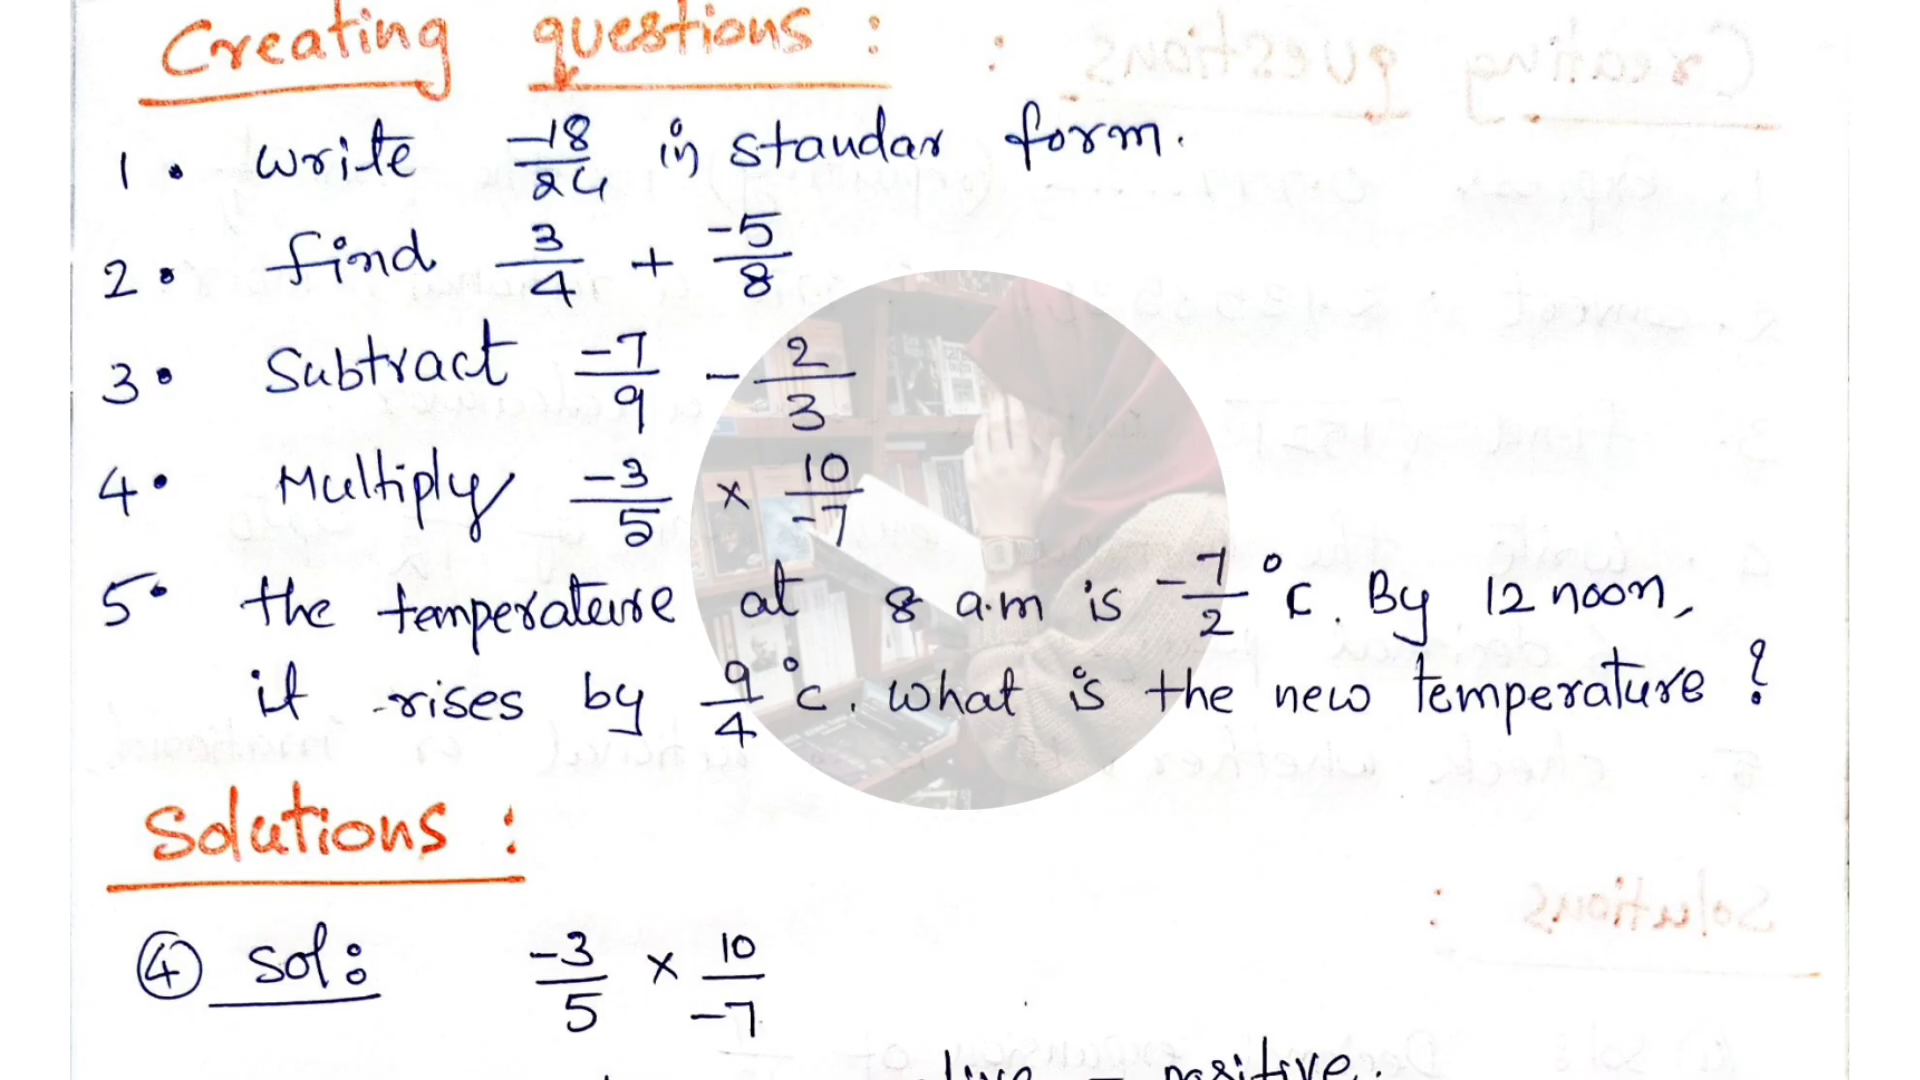 Creating questions :
1. Write -18/24 in standar form.
2. find 3/4 + -5/8
3. Subtract -7/9 - 2/3
4. Multiply -3/5 × 10/-7
5. the temperature at 8 a.m is -7/2 °C. By 12 noon,
it rises by 9/4 °c. What is the new temperature ?
Solutions :
④ sol: -3/5 × 10/-7
= positive.